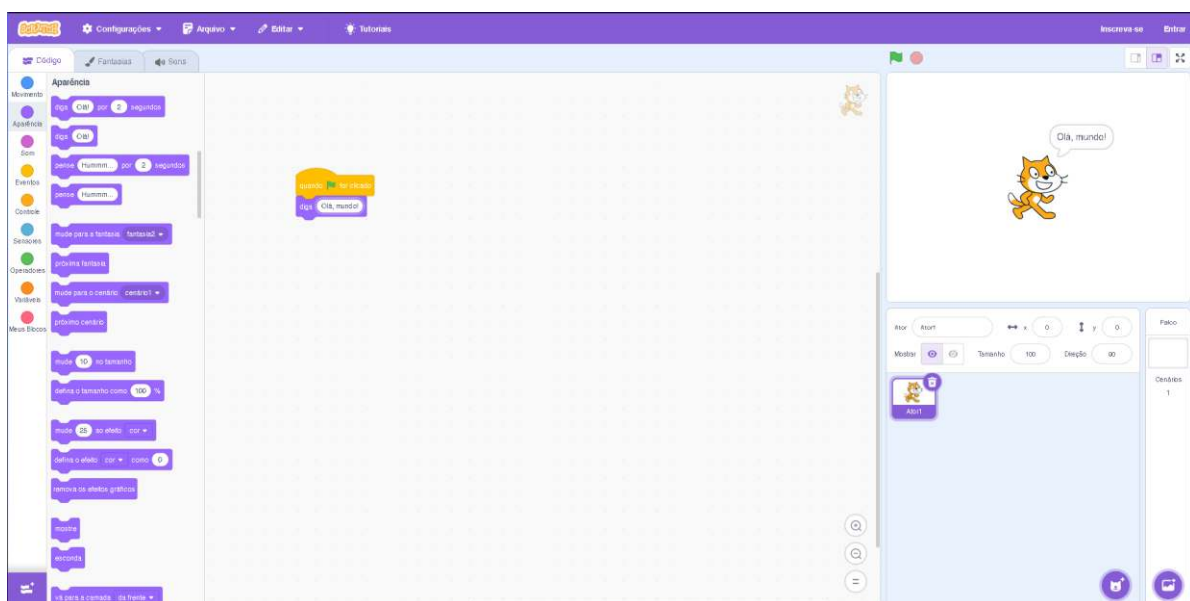 SCRATCH
Configurações
Arquivo
Editar
Tutoriais
Inscreva-se
Entrar
Código
Fantasias
Sons
Movimento
Aparência
Som
Eventos
Controle
Sensores
Operadores
Variáveis
Meus Blocos
Aparência
diga Olá! por 2 segundos
diga Olá!
pense Hummm... por 2 segundos
pense Hummm...
mude para a fantasia fantasia2
próxima fantasia
mude para o cenário cenário1
próximo cenário
mude 10 no tamanho
defina o tamanho como 100 %
mude 25 ao efeito cor
defina o efeito cor como 0
remova os efeitos gráficos
mostre
esconda
vá para a camada da frente
quando for clicado
diga Olá, mundo!
Olá, mundo!
Ator Ator1 x 0 y 0
Mostrar Tamanho 100 Direção 90
Ator1
Palco
Cenários
1